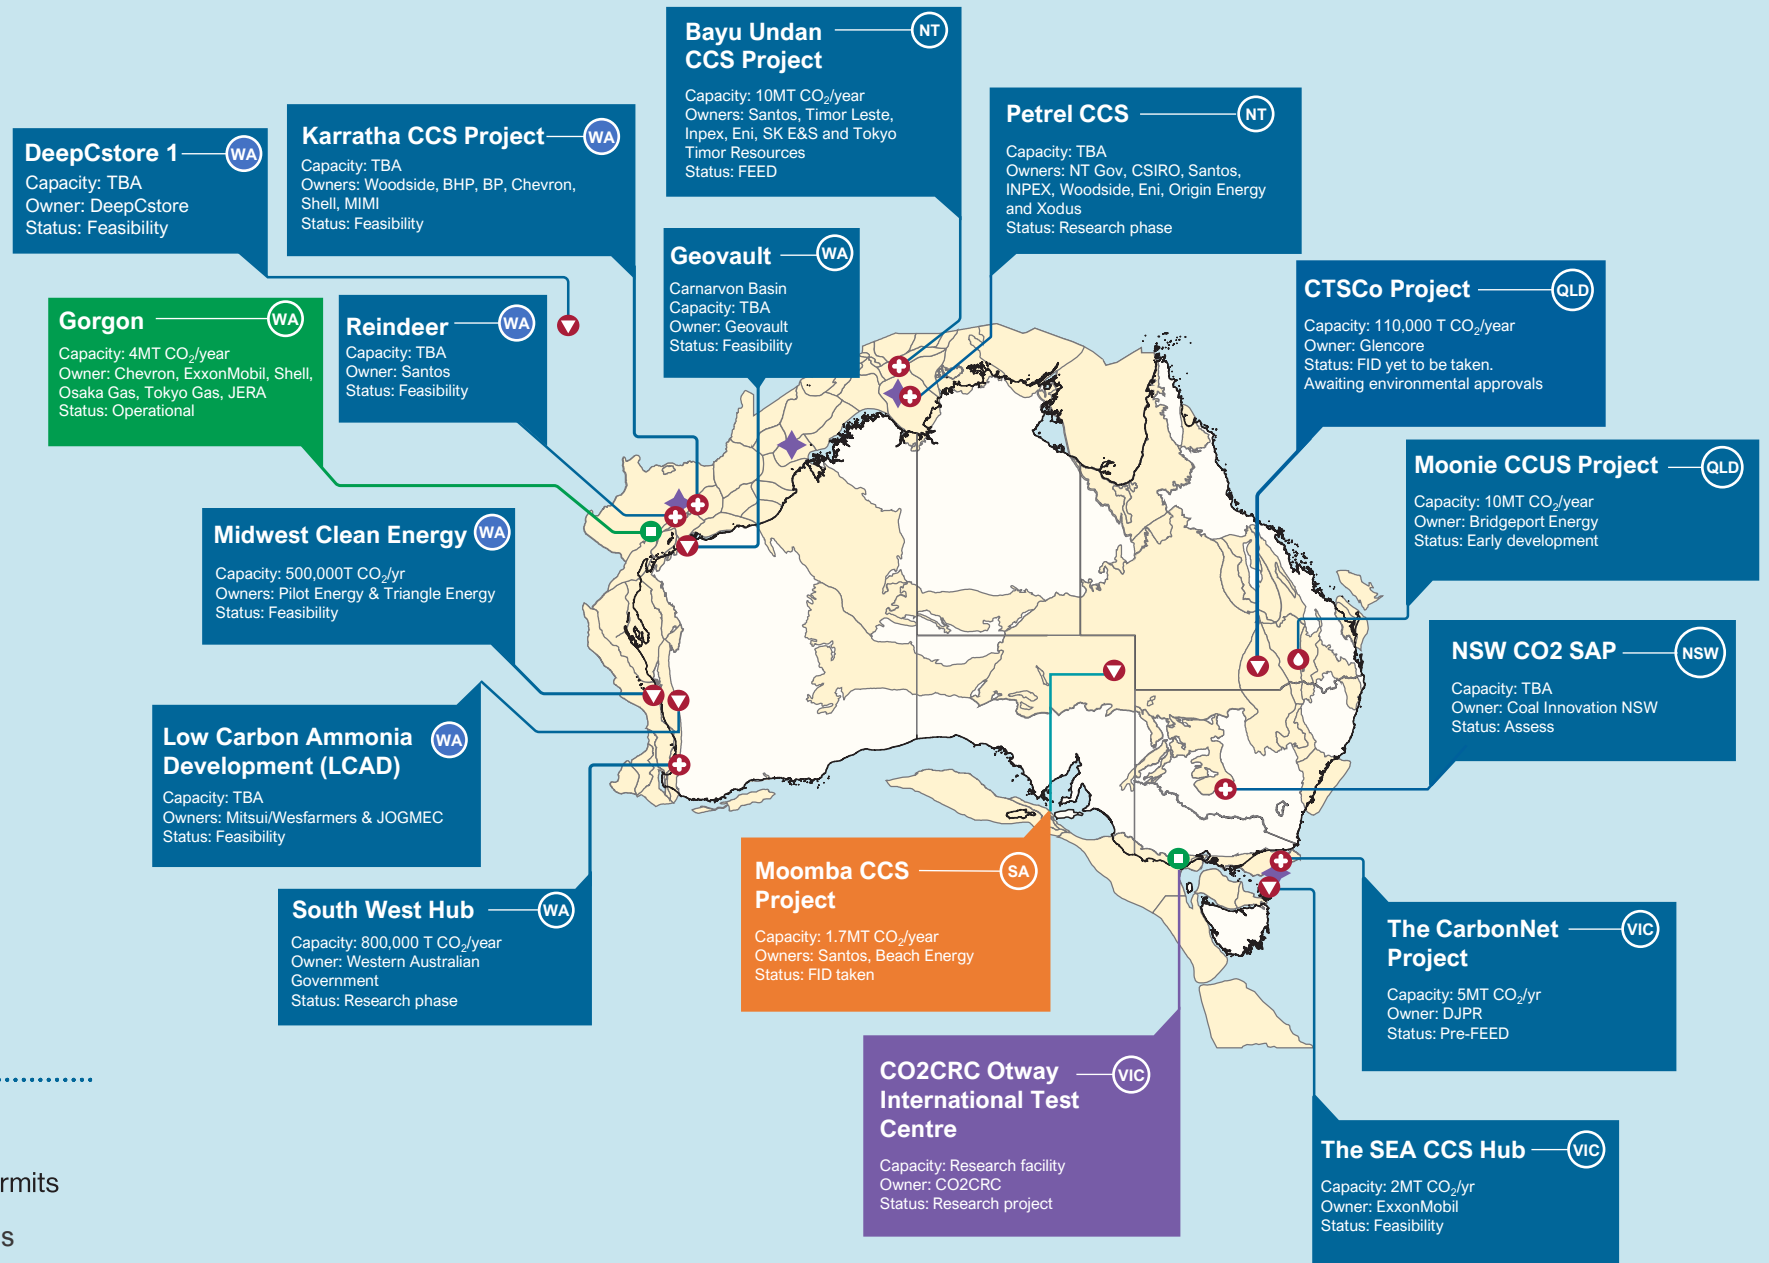 Bayu Undan
CCS Project
NT
Capacity: 10MT CO₂/year
Owners: Santos, Timor Leste,
Inpex, Eni, SK E&S and Tokyo
Timor Resources
Status: FEED
Petrel CCS
NT
Capacity: TBA
Owners: NT Gov, CSIRO, Santos,
INPEX, Woodside, Eni, Origin Energy
and Xodus
Status: Research phase
Karratha CCS Project
WA
Capacity: TBA
Owners: Woodside, BHP, BP, Chevron,
Shell, MIMI
Status: Feasibility
DeepCstore 1
WA
Capacity: TBA
Owner: DeepCstore
Status: Feasibility
Geovault
WA
Carnarvon Basin
Capacity: TBA
Owner: Geovault
Status: Feasibility
CTSCo Project
QLD
Capacity: 110,000 T CO₂/year
Owner: Glencore
Status: FID yet to be taken.
Awaiting environmental approvals
Gorgon
WA
Capacity: 4MT CO₂/year
Owner: Chevron, ExxonMobil, Shell,
Osaka Gas, Tokyo Gas, JERA
Status: Operational
Reindeer
WA
Capacity: TBA
Owner: Santos
Status: Feasibility
Moonie CCUS Project
QLD
Capacity: 10MT CO₂/year
Owner: Bridgeport Energy
Status: Early development
Midwest Clean Energy
WA
Capacity: 500,000T CO₂/yr
Owners: Pilot Energy & Triangle Energy
Status: Feasibility
NSW CO2 SAP
NSW
Capacity: TBA
Owner: Coal Innovation NSW
Status: Assess
Low Carbon Ammonia
Development (LCAD)
WA
Capacity: TBA
Owners: Mitsui/Wesfarmers & JOGMEC
Status: Feasibility
Moomba CCS
Project
SA
Capacity: 1.7MT CO₂/year
Owners: Santos, Beach Energy
Status: FID taken
South West Hub
WA
Capacity: 800,000 T CO₂/year
Owner: Western Australian
Government
Status: Research phase
The CarbonNet
Project
VIC
Capacity: 5MT CO₂/yr
Owner: DJPR
Status: Pre-FEED
CO2CRC Otway
International Test
Centre
VIC
Capacity: Research facility
Owner: CO2CRC
Status: Research project
The SEA CCS Hub
VIC
Capacity: 2MT CO₂/yr
Owner: ExxonMobil
Status: Feasibility
rmits
s